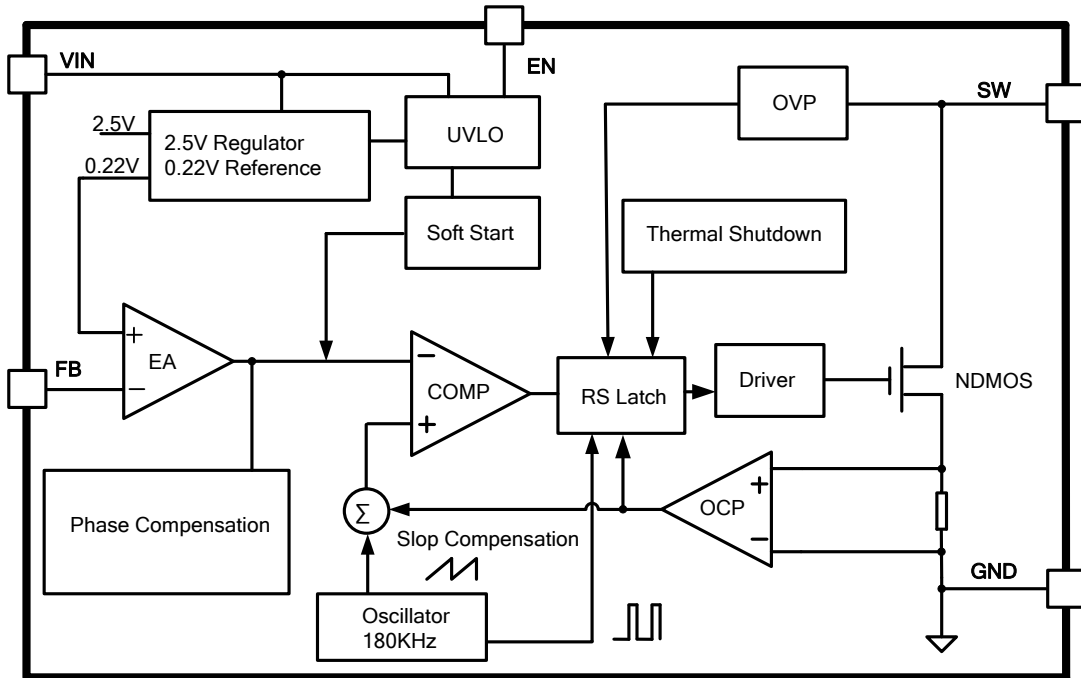 VIN
EN
SW
OVP
2.5V
2.5V Regulator
0.22V Reference
UVLO
0.22V
Soft Start
Thermal Shutdown
+
EA
−
FB
−
COMP
+
RS Latch
Driver
NDMOS
Phase Compensation
Σ
+
OCP
−
Slop Compensation
GND
Oscillator
180KHz